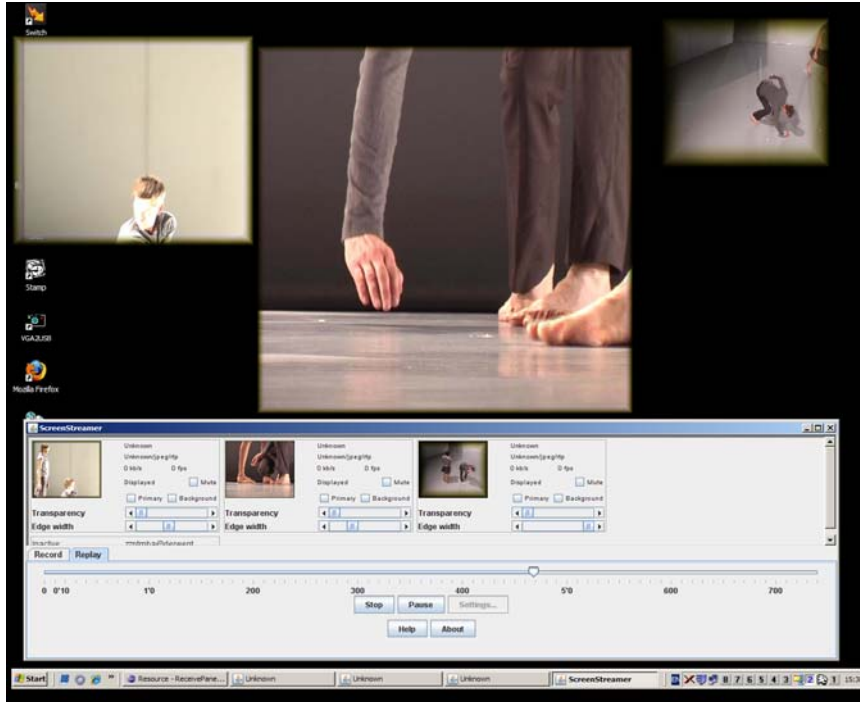 Switch
Stamp
VGA2USB
Mozilla Firefox
ScreenStreamer
Unknown
Unknown/jpeg/rtp
0 kb/s 0 fps
Displayed Mute
Primary Background
Transparency
Edge width
Unknown
Unknown/jpeg/rtp
0 kb/s 0 fps
Displayed Mute
Primary Background
Transparency
Edge width
Unknown
Unknown/jpeg/rtp
0 kb/s 0 fps
Displayed Mute
Primary Background
Transparency
Edge width
Inactive
Record Replay
0 0'10 1'0 200 300 400 5'0 600 700
Stop Pause Settings...
Help About
Start Resource - ReceivePane... Unknown Unknown Unknown ScreenStreamer EN 8 7 6 5 4 3 2 1